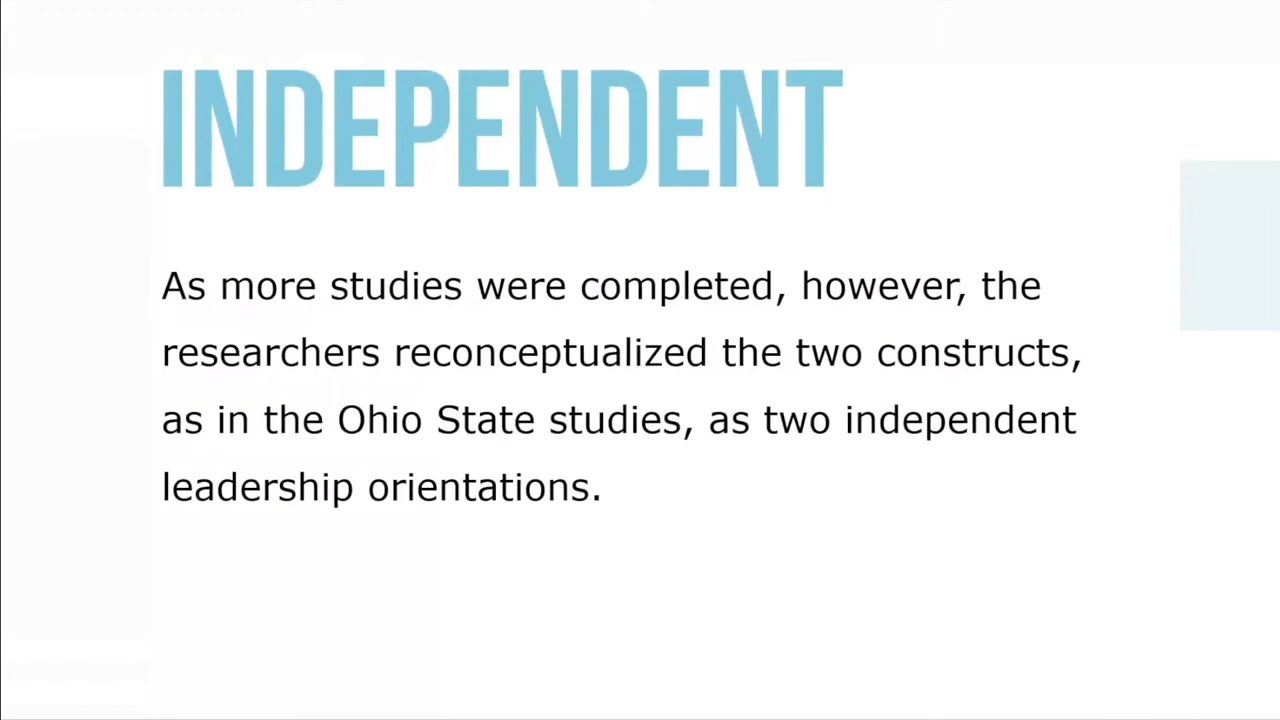 INDEPENDENT
As more studies were completed, however, the
researchers reconceptualized the two constructs,
as in the Ohio State studies, as two independent
leadership orientations.